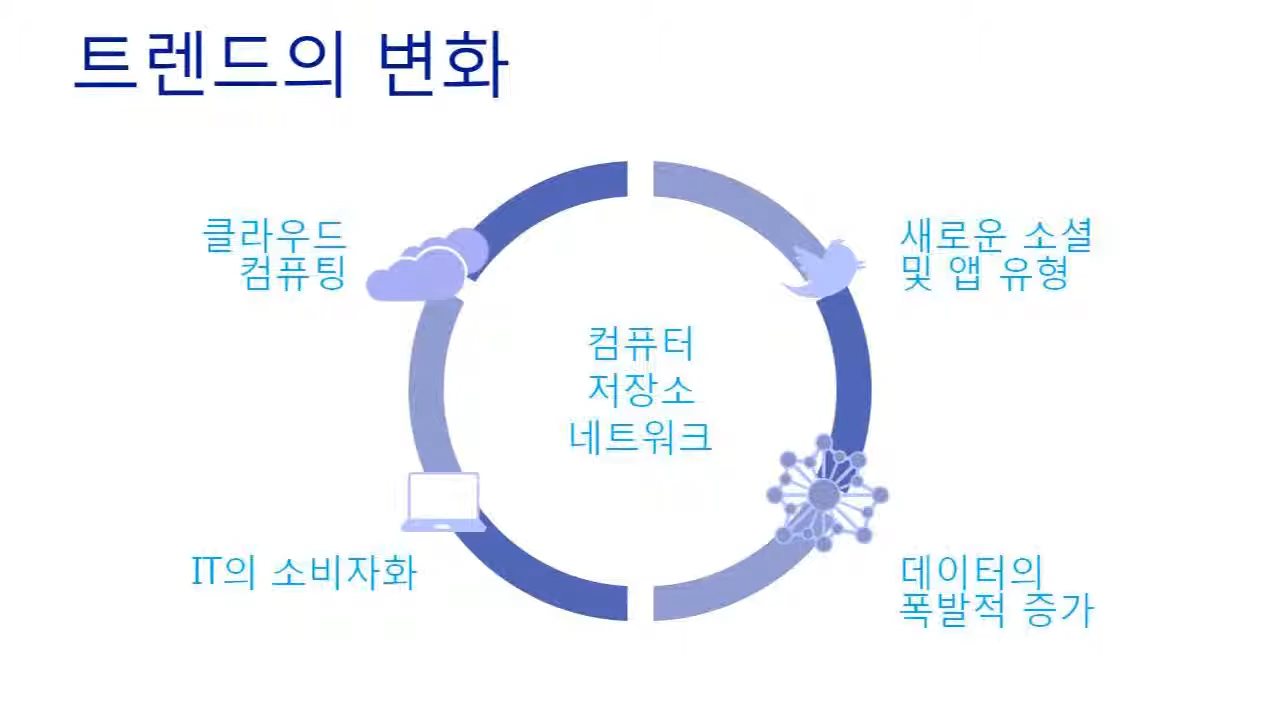 트렌드의 변화
클라우드
컴퓨팅
새로운 소셜
및 앱 유형
컴퓨터
저장소
네트워크
IT의 소비자화
데이터의
폭발적 증가